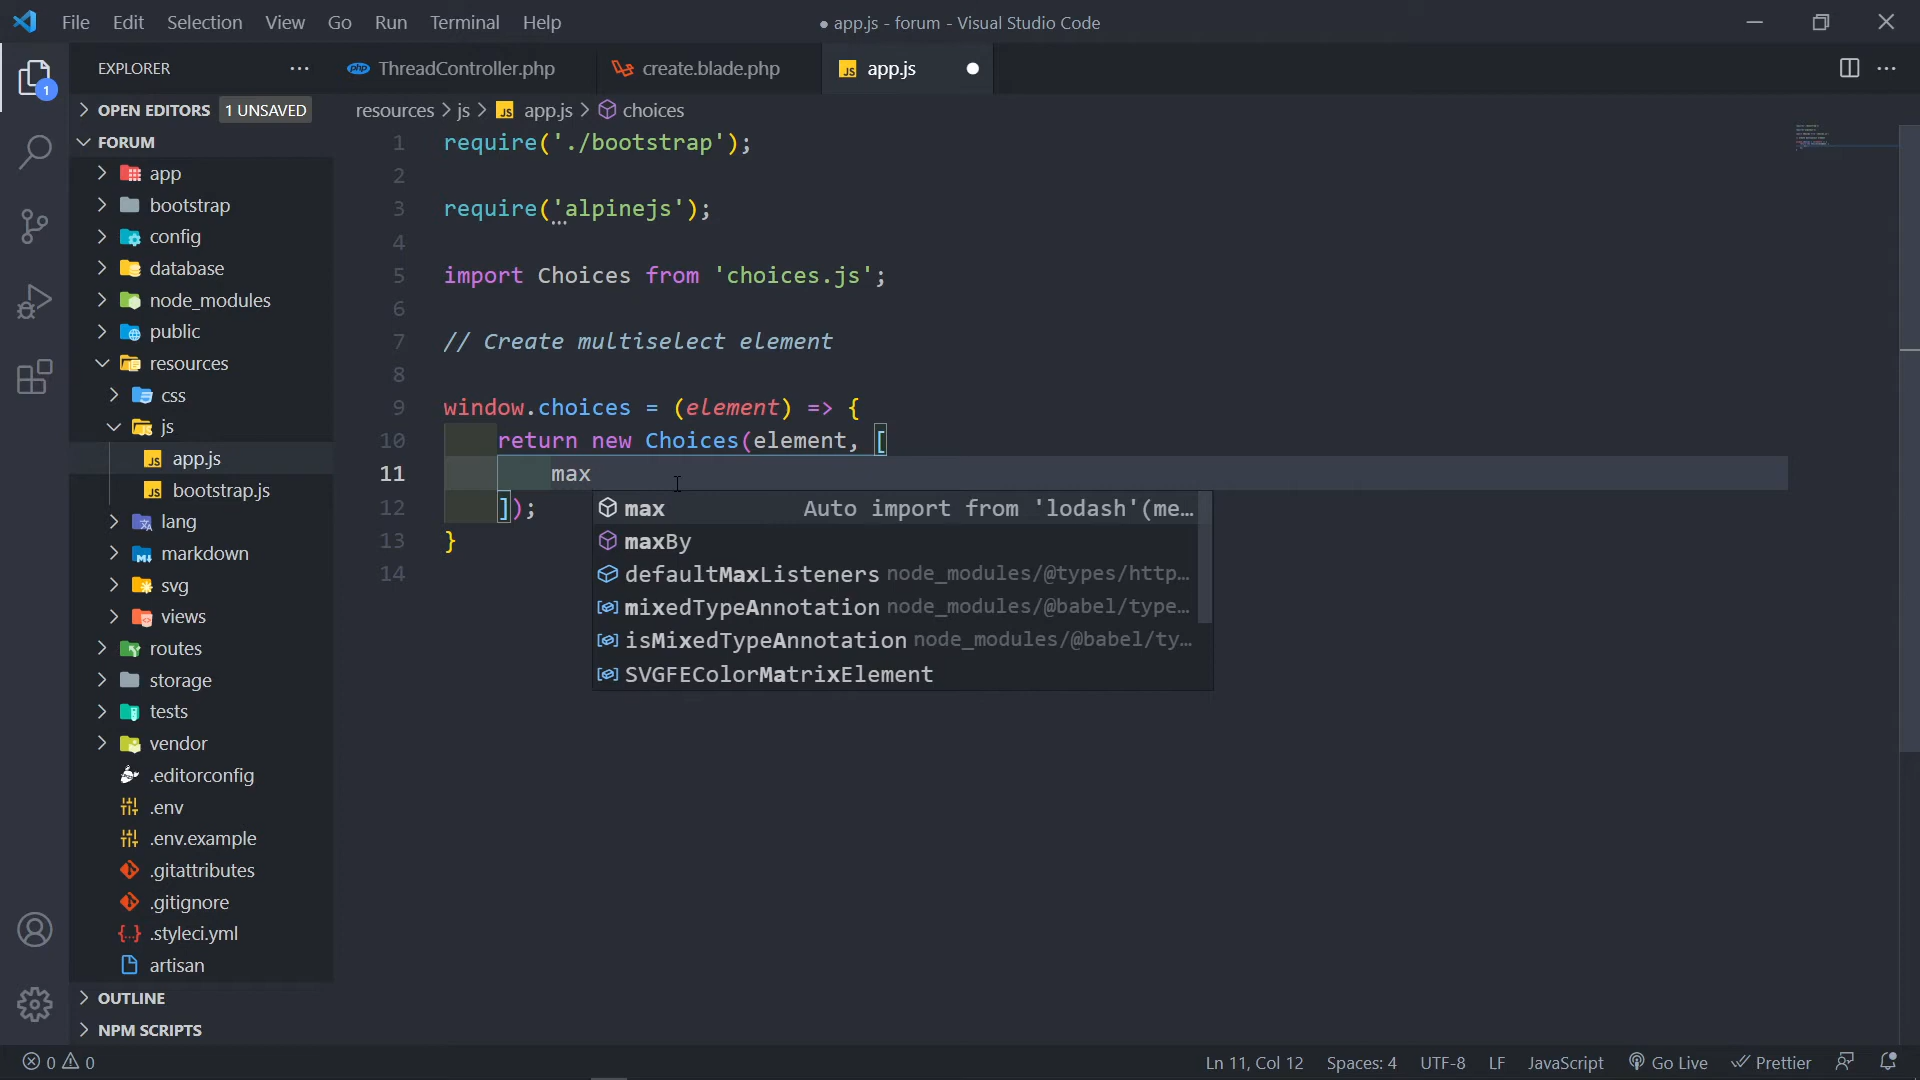 File Edit Selection View Go Run Terminal Help
● app.js - forum - Visual Studio Code
EXPLORER
ThreadController.php
create.blade.php
JS app.js
1
OPEN EDITORS 1 UNSAVED
resources > js > JS app.js > choices
FORUM
app
bootstrap
config
database
node_modules
public
resources
css
js
JS app.js
JS bootstrap.js
lang
markdown
svg
views
routes
storage
tests
vendor
.editorconfig
.env
.env.example
.gitattributes
.gitignore
.styleci.yml
artisan
OUTLINE
NPM SCRIPTS
1 require('./bootstrap');
2
3 require('alpinejs');
4
5 import Choices from 'choices.js';
6
7 // Create multiselect element
8
9 window.choices = (element) => {
10 return new Choices(element, [
11 max
12 ]);
13 }
14
max Auto import from 'lodash'(me…
maxBy
defaultMaxListeners node_modules/@types/http…
mixedTypeAnnotation node_modules/@babel/type…
isMixedTypeAnnotation node_modules/@babel/ty…
SVGFEColorMatrixElement
0 0
Ln 11, Col 12 Spaces: 4 UTF-8 LF JavaScript Go Live Prettier